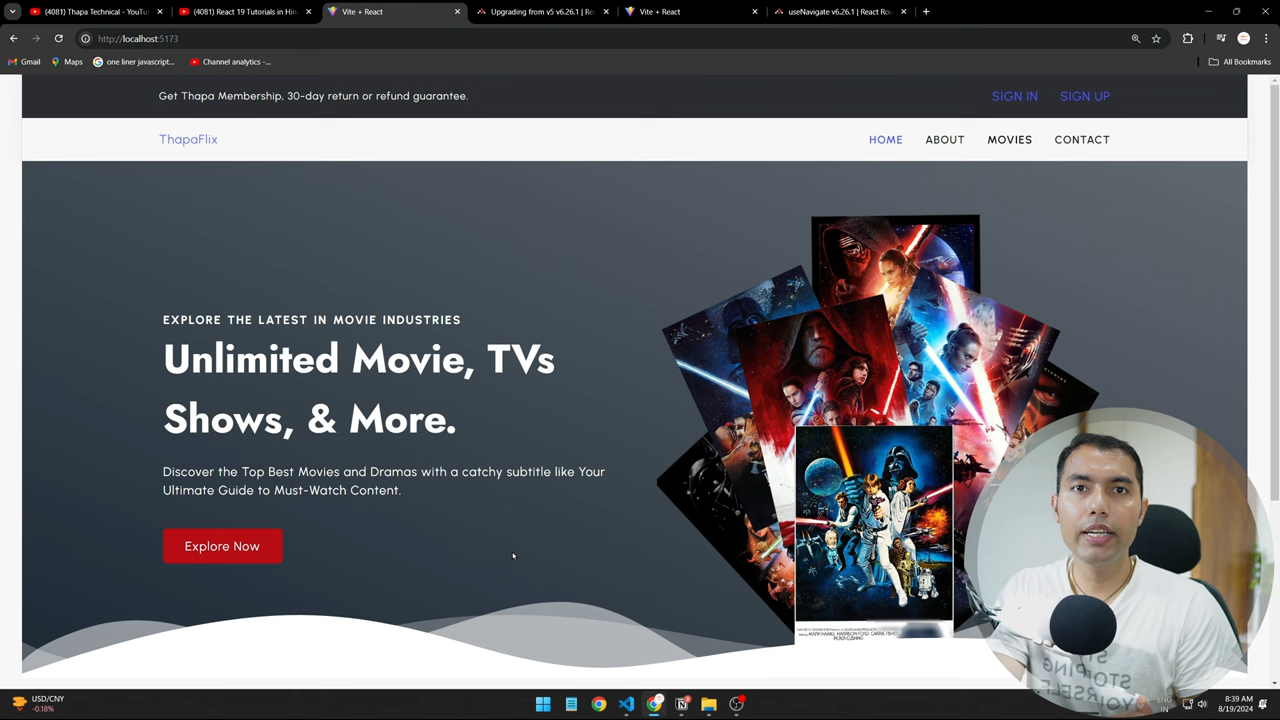 (4081) Thapa Technical - YouTu
(4081) React 19 Tutorials in Hin
Vite + React
Upgrading from v5 v6.26.1 | Re
Vite + React
useNavigate v6.26.1 | React Rou
http://localhost:5173
Gmail
Maps
one liner javascript...
Channel analytics -...
All Bookmarks
Get Thapa Membership, 30-day return or refund guarantee.
SIGN IN
SIGN UP
ThapaFlix
HOME
ABOUT
MOVIES
CONTACT
EXPLORE THE LATEST IN MOVIE INDUSTRIES
Unlimited Movie, TVs
Shows, & More.
Discover the Top Best Movies and Dramas with a catchy subtitle like Your
Ultimate Guide to Must-Watch Content.
Explore Now
STOPING
YOURSELF
USD/CNY
-0.18%
ENG
IN
8:39 AM
8/19/2024